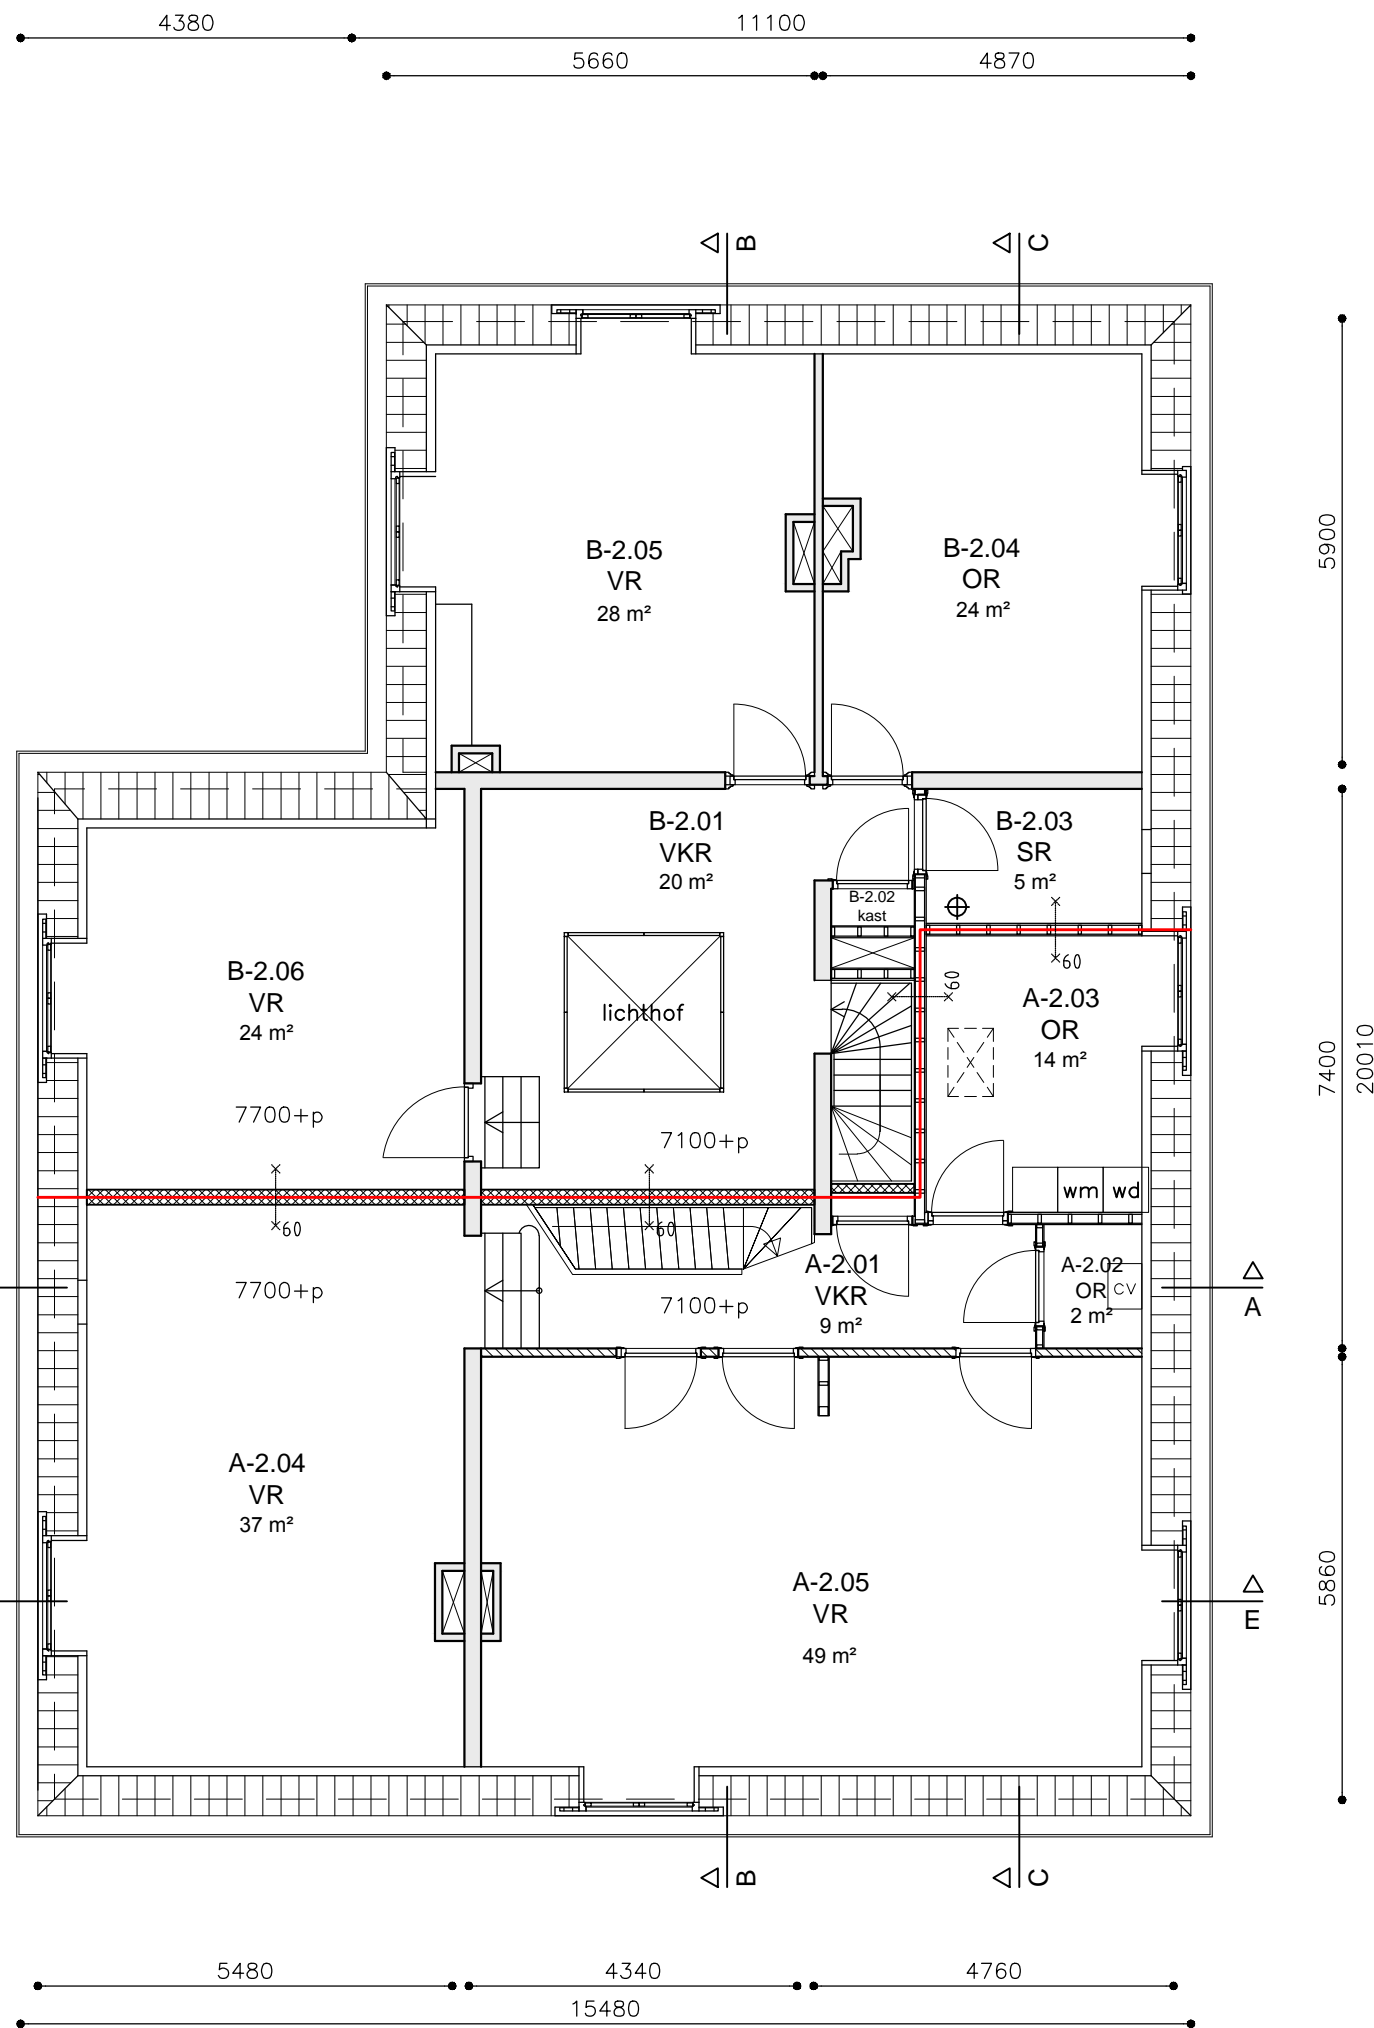 4380
11100
5660
4870
B
C
B-2.05
VR
28 m²
B-2.04
OR
24 m²
5900
B-2.01
VKR
20 m²
B-2.03
SR
5 m²
B-2.02
kast
B-2.06
VR
24 m²
lichthof
60
60
A-2.03
OR
14 m²
7400
20010
7700+p
7100+p
wm
wd
60
60
7700+p
7100+p
A-2.01
VKR
9 m²
A-2.02
OR
2 m²
CV
A
A-2.04
VR
37 m²
A-2.05
VR
49 m²
5860
E
B
C
5480
4340
4760
15480